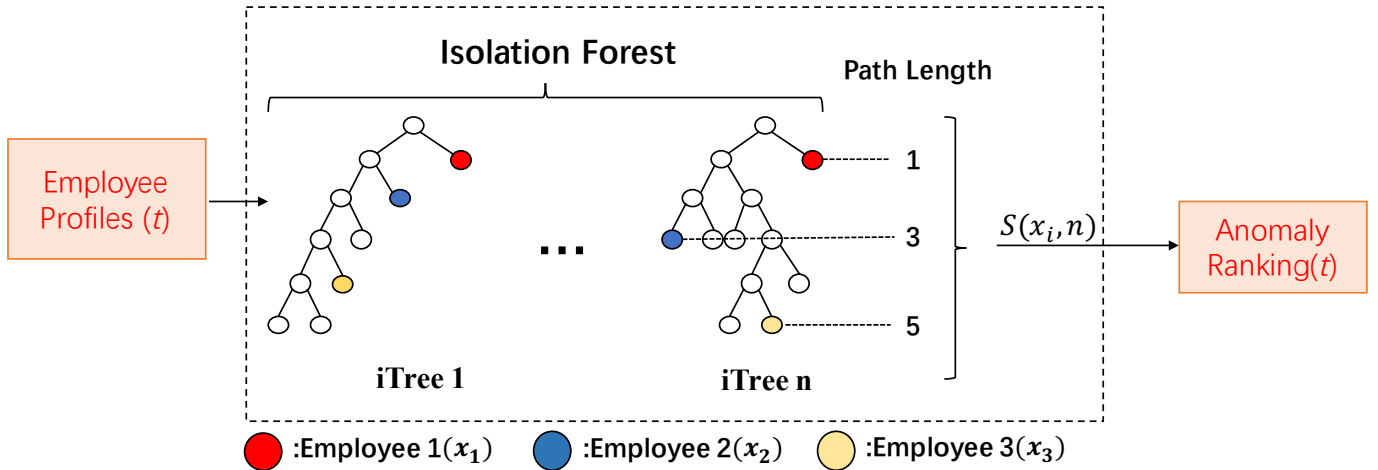 Isolation Forest
Path Length
Employee
Profiles (t)
1
...
3
S(x_i, n)
Anomaly
Ranking(t)
5
iTree 1
iTree n
:Employee 1(x_1)
:Employee 2(x_2)
:Employee 3(x_3)